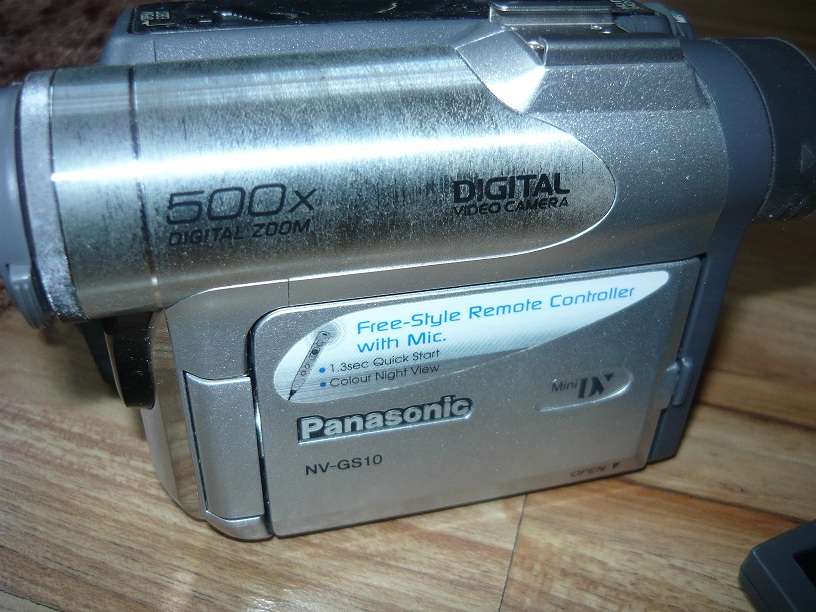 500x
DIGITAL ZOOM
DIGITAL
VIDEO CAMERA
Free-Style Remote Controller
with Mic.
• 1.3sec Quick Start
• Colour Night View
Mini DV
Panasonic
NV-GS10
OPEN ▼